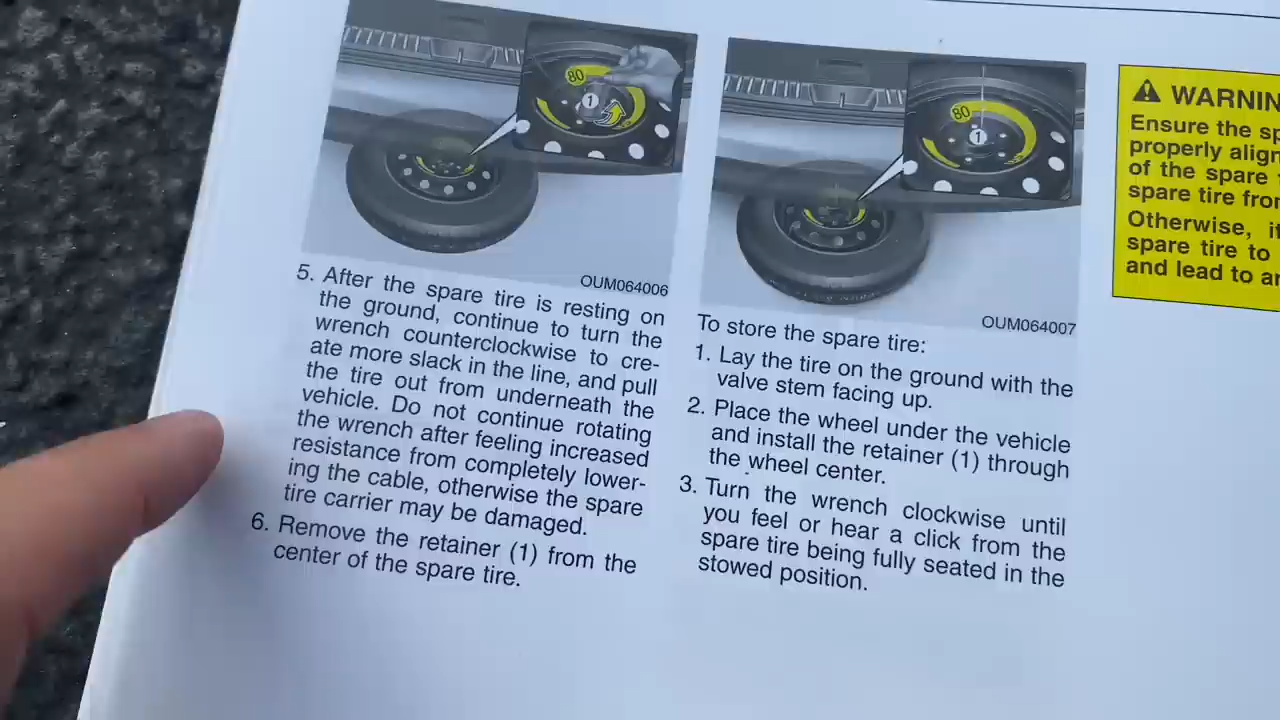 80
1
OUM064006
5. After the spare tire is resting on
the ground, continue to turn the
wrench counterclockwise to cre-
ate more slack in the line, and pull
the tire out from underneath the
vehicle. Do not continue rotating
the wrench after feeling increased
resistance from completely lower-
ing the cable, otherwise the spare
tire carrier may be damaged.
6. Remove the retainer (1) from the
center of the spare tire.
80
1
OUM064007
To store the spare tire:
1. Lay the tire on the ground with the
valve stem facing up.
2. Place the wheel under the vehicle
and install the retainer (1) through
the wheel center.
3. Turn the wrench clockwise until
you feel or hear a click from the
spare tire being fully seated in the
stowed position.
Ensure the
properly
of the spare
spare tire
Otherwise,
spare tire to
and lead to